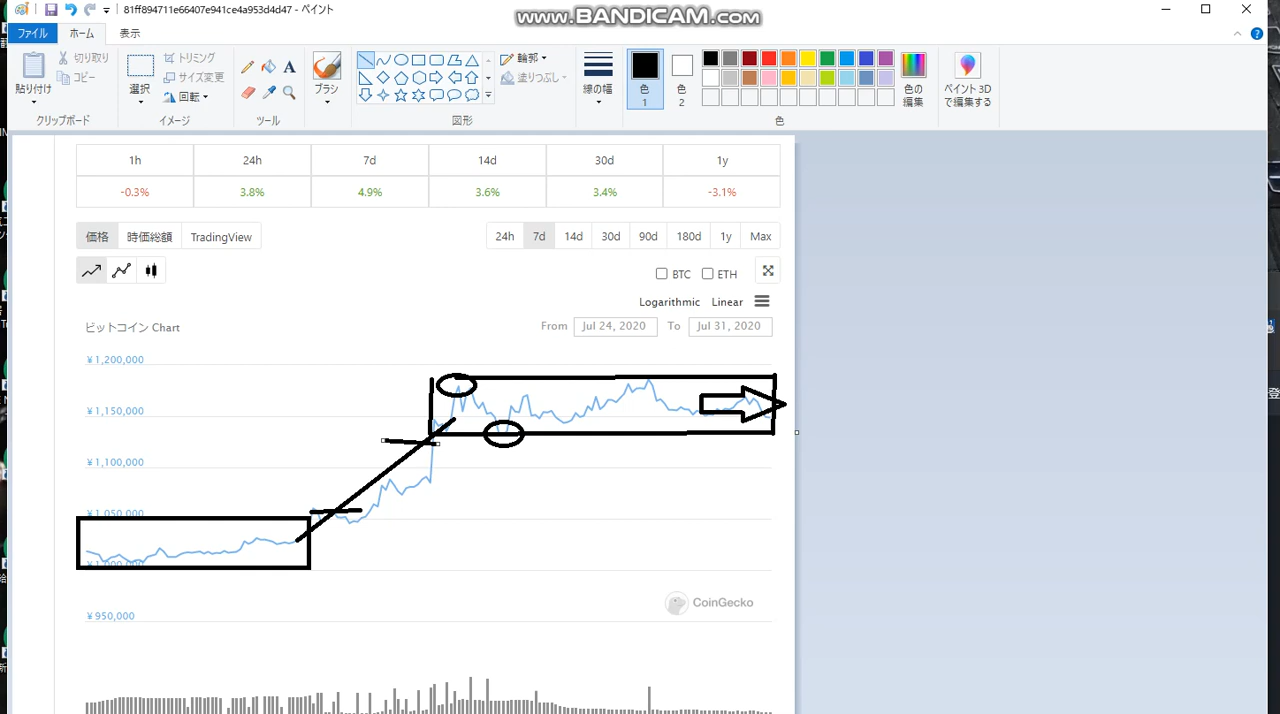 81ff894711e66407e941ce4a953d4d47 - ペイント
www.BANDICAM.com
ファイル ホーム 表示
貼り付け
切り取り
コピー
クリップボード
選択
トリミング
サイズ変更
回転
イメージ
A
ツール
ブラシ
輪郭
塗りつぶし
図形
線の幅
色
1
色
2
色の
編集
色
ペイント 3D
で編集する
1h 24h 7d 14d 30d 1y
-0.3% 3.8% 4.9% 3.6% 3.4% -3.1%
価格 時価総額 TradingView
24h 7d 14d 30d 90d 180d 1y Max
BTC ETH
Logarithmic Linear
ビットコイン Chart
From Jul 24, 2020 To Jul 31, 2020
¥1,200,000
¥1,150,000
¥1,100,000
¥1,050,000
¥1,000,000
¥950,000
CoinGecko